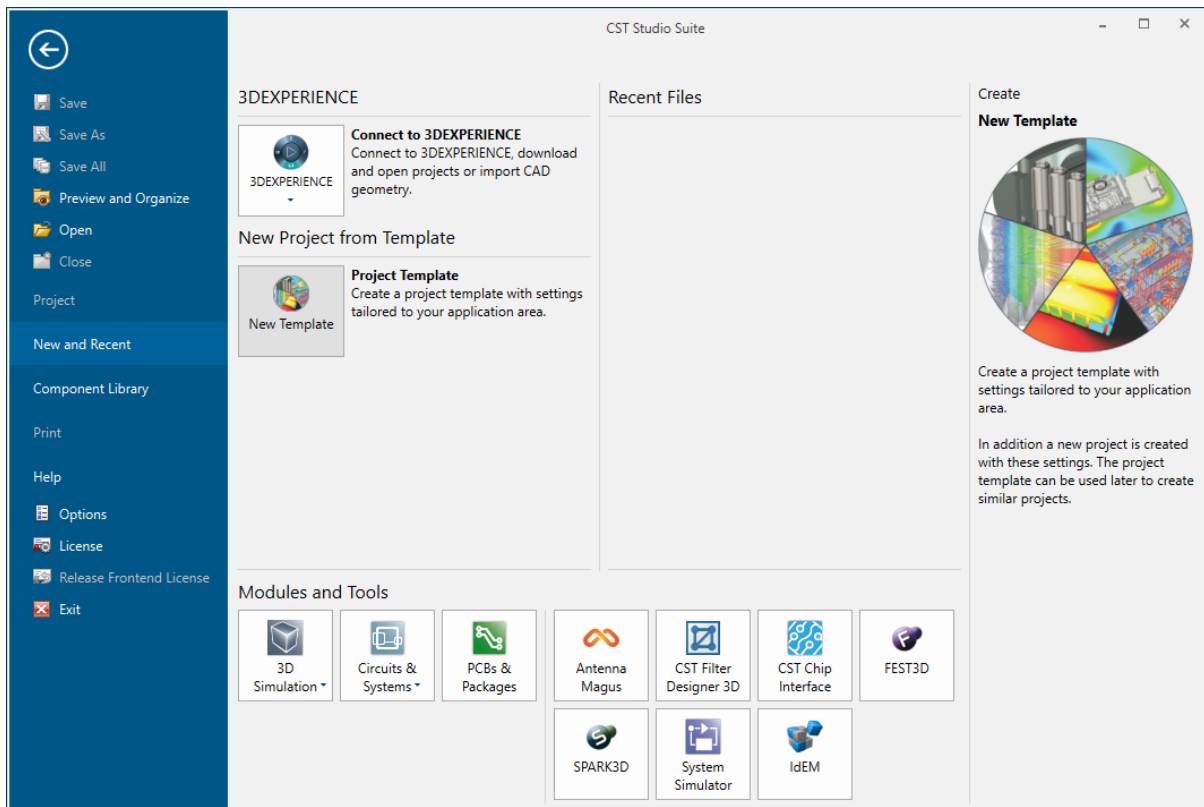 CST Studio Suite
Save
Save As
Save All
Preview and Organize
Open
Close
Project
New and Recent
Component Library
Print
Help
Options
License
Release Frontend License
Exit
3DEXPERIENCE
3DEXPERIENCE
Connect to 3DEXPERIENCE
Connect to 3DEXPERIENCE, download
and open projects or import CAD
geometry.
New Project from Template
New Template
Project Template
Create a project template with settings
tailored to your application area.
Recent Files
Modules and Tools
3D
Simulation
Circuits &
Systems
PCBs &
Packages
Antenna
Magus
CST Filter
Designer 3D
CST Chip
Interface
FEST3D
SPARK3D
System
Simulator
IdEM
Create
New Template
Create a project template with
settings tailored to your application
area.
In addition a new project is created
with these settings. The project
template can be used later to create
similar projects.